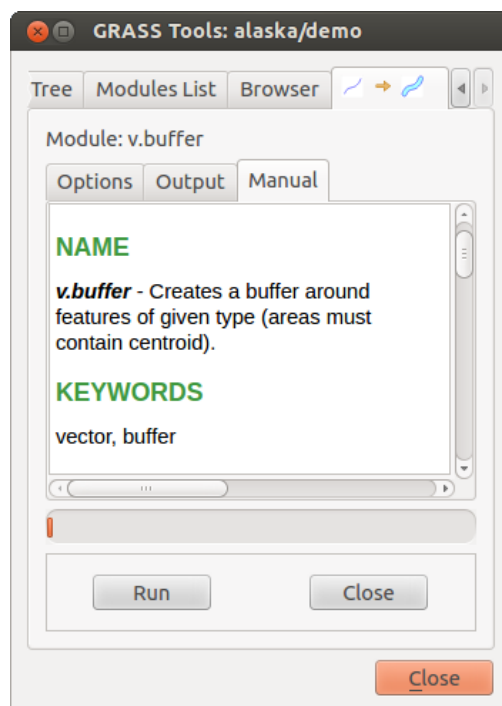 GRASS Tools: alaska/demo
Tree Modules List Browser
Module: v.buffer
Options Output Manual
NAME
v.buffer - Creates a buffer around
features of given type (areas must
contain centroid).
KEYWORDS
vector, buffer
Run Close
Close